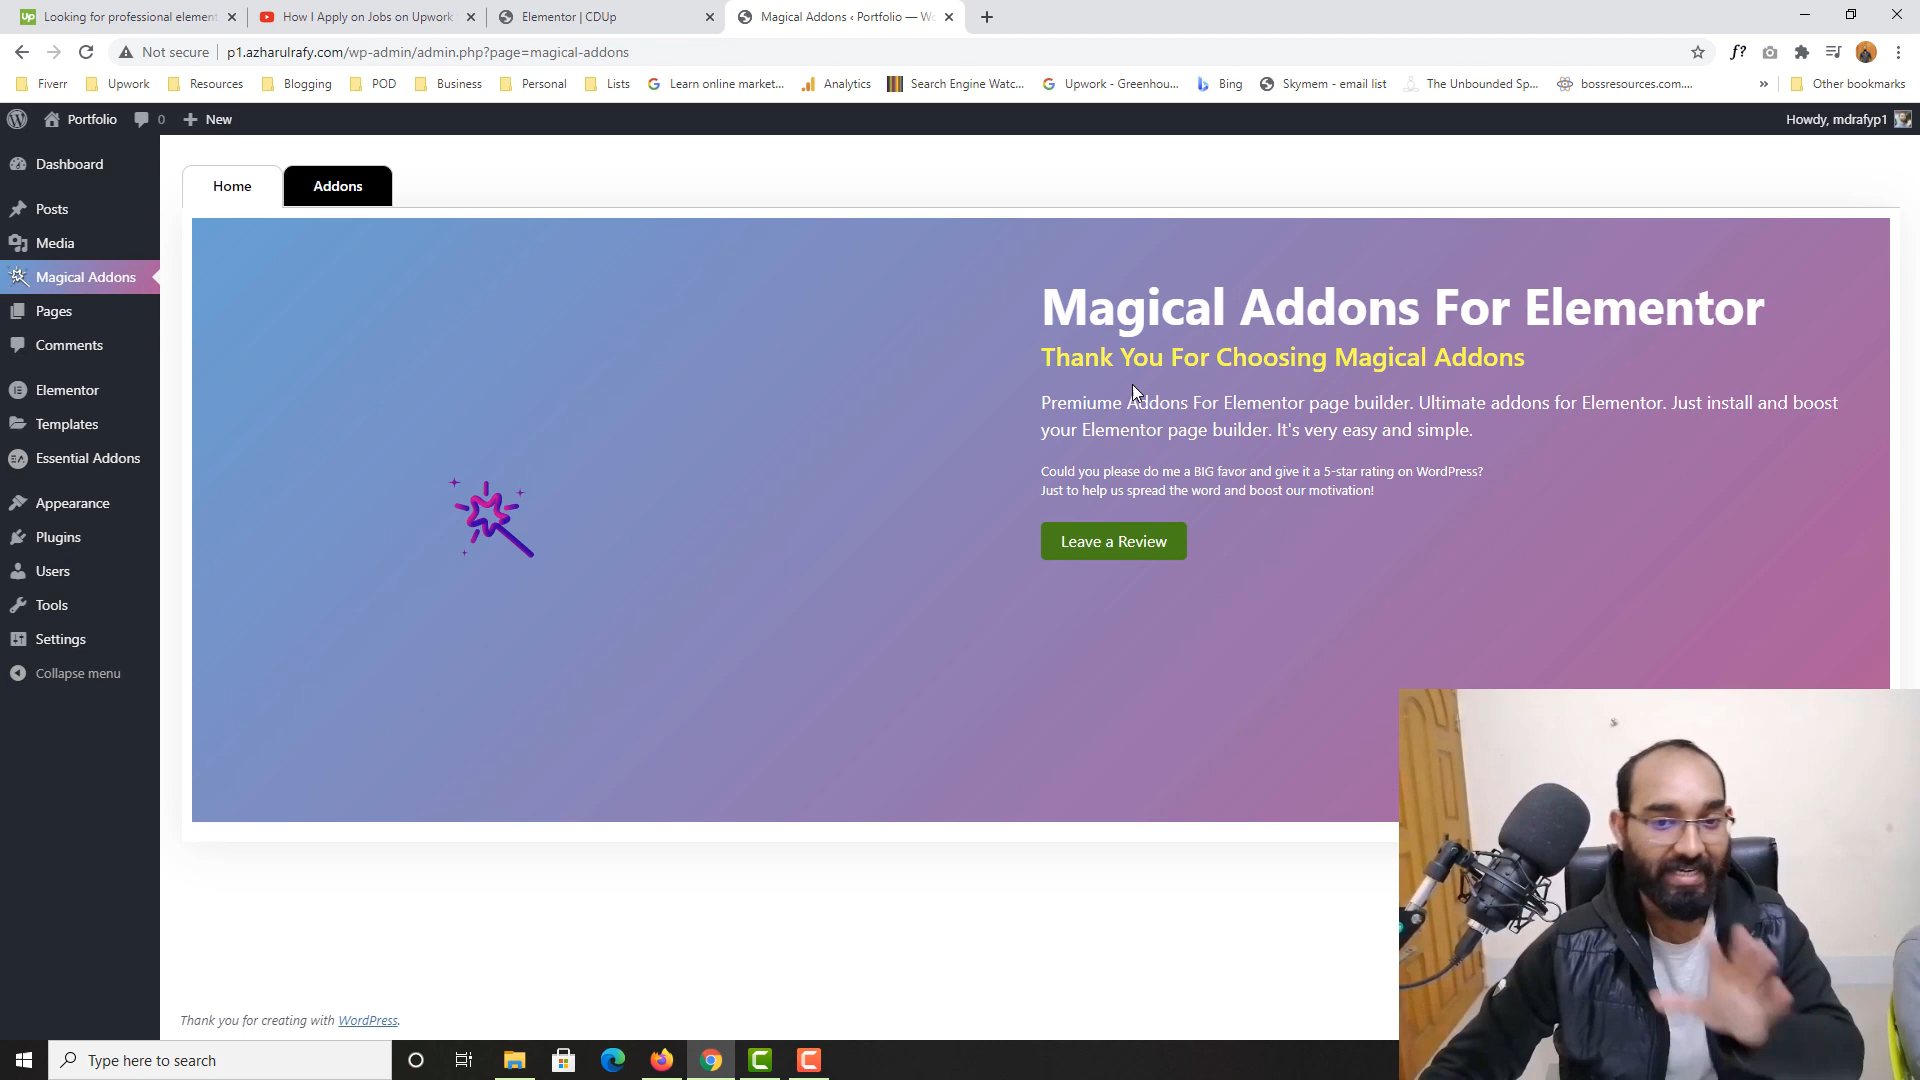 Looking for professional element
How I Apply on Jobs on Upwork
Elementor | CDUp
Magical Addons ‹ Portfolio — Wo
Not secure
p1.azharulrafy.com/wp-admin/admin.php?page=magical-addons
f?
Fiverr
Upwork
Resources
Blogging
POD
Business
Personal
Lists
Learn online market...
Analytics
Search Engine Watc...
Upwork - Greenhou...
Bing
Skymem - email list
The Unbounded Sp...
bossresources.com....
»
Other bookmarks
Portfolio
0
New
Howdy, mdrafyp1
Dashboard
Posts
Media
Magical Addons
Pages
Comments
Elementor
Templates
Essential Addons
Appearance
Plugins
Users
Tools
Settings
Collapse menu
Home
Addons
Magical Addons For Elementor
Thank You For Choosing Magical Addons
Premiume Addons For Elementor page builder. Ultimate addons for Elementor. Just install and boost
your Elementor page builder. It's very easy and simple.
Could you please do me a BIG favor and give it a 5-star rating on WordPress?
Just to help us spread the word and boost our motivation!
Leave a Review
Thank you for creating with WordPress.
Type here to search